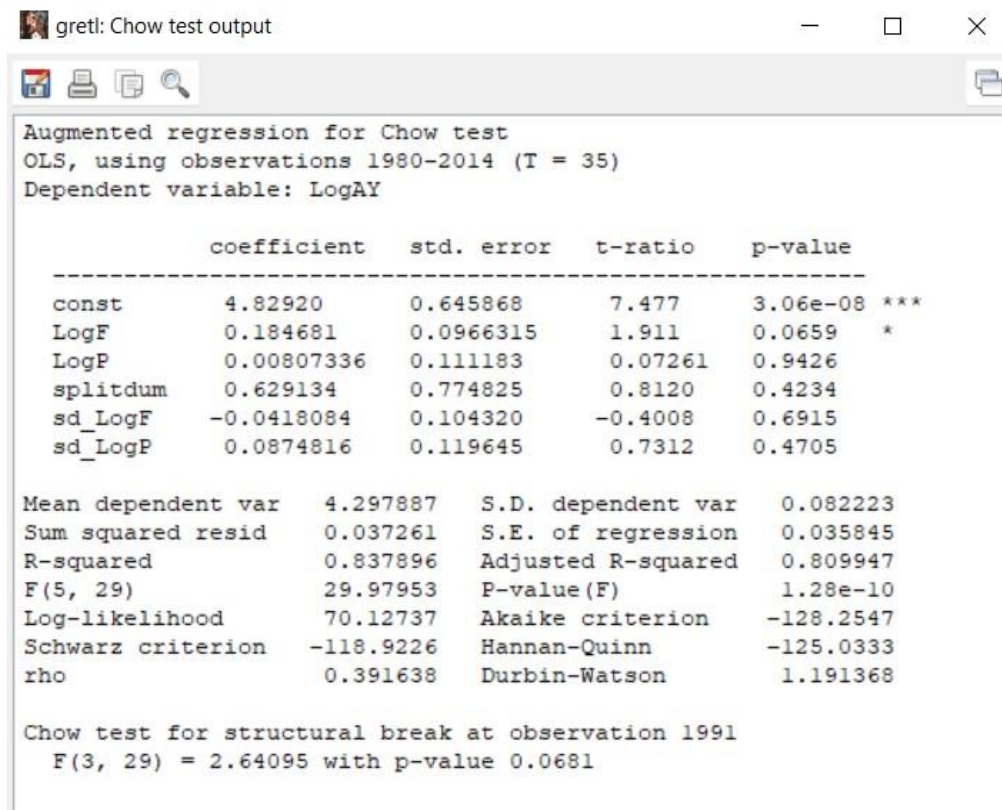 gretl: Chow test output
Augmented regression for Chow test
OLS, using observations 1980-2014 (T = 35)
Dependent variable: LogAY
coefficient std. error t-ratio p-value
const 4.82920 0.645868 7.477 3.06e-08 ***
LogF 0.184681 0.0966315 1.911 0.0659 *
LogP 0.00807336 0.111183 0.07261 0.9426
splitdum 0.629134 0.774825 0.8120 0.4234
sd_LogF -0.0418084 0.104320 -0.4008 0.6915
sd_LogP 0.0874816 0.119645 0.7312 0.4705
Mean dependent var 4.297887 S.D. dependent var 0.082223
Sum squared resid 0.037261 S.E. of regression 0.035845
R-squared 0.837896 Adjusted R-squared 0.809947
F(5, 29) 29.97953 P-value(F) 1.28e-10
Log-likelihood 70.12737 Akaike criterion -128.2547
Schwarz criterion -118.9226 Hannan-Quinn -125.0333
rho 0.391638 Durbin-Watson 1.191368
Chow test for structural break at observation 1991
F(3, 29) = 2.64095 with p-value 0.0681